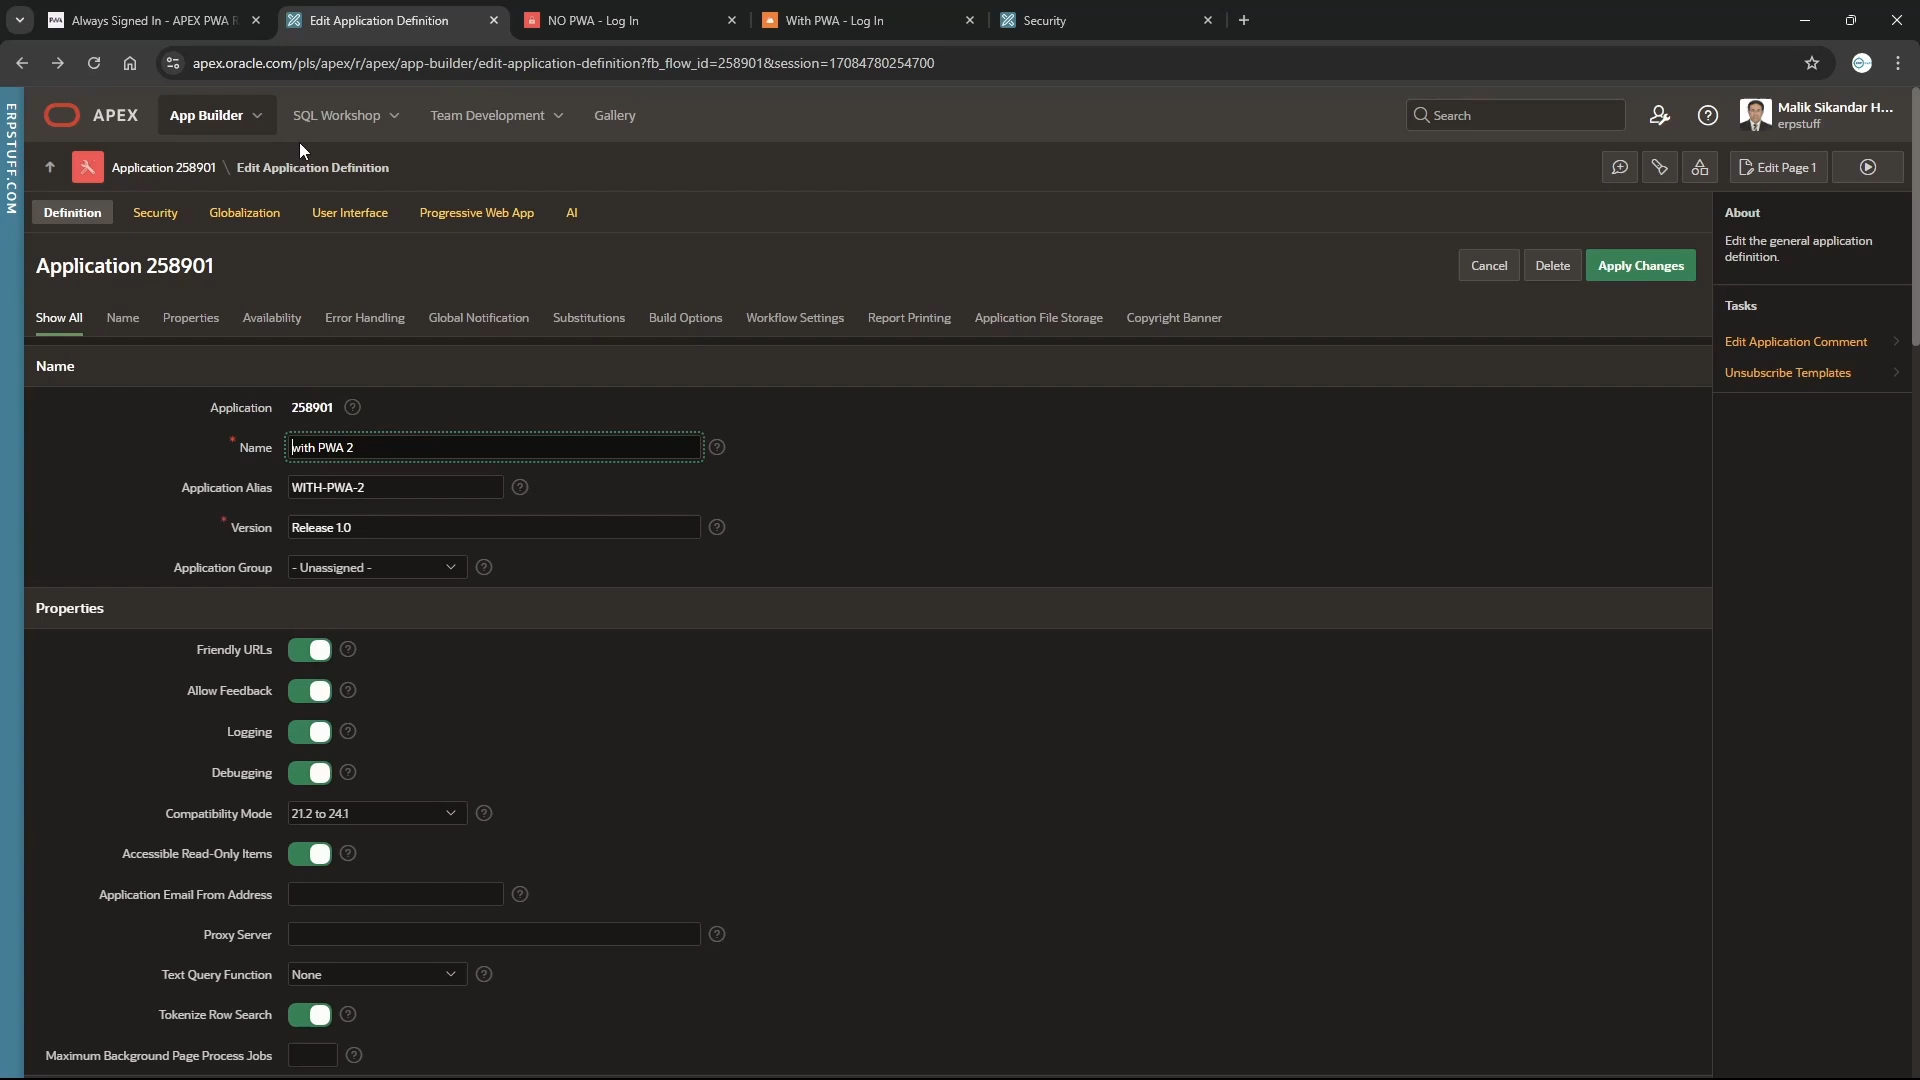 Always Signed In - APEX PWA R
Edit Application Definition
NO PWA - Log In
With PWA - Log In
Security
apex.oracle.com/pls/apex/r/apex/app-builder/edit-application-definition?fb_flow_id=258901&session=17084780254700
ERPSTUFF.COM
APEX
App Builder
SQL Workshop
Team Development
Gallery
Search
Malik Sikandar H...
erpstuff
Application 258901 \ Edit Application Definition
Edit Page 1
Definition
Security
Globalization
User Interface
Progressive Web App
AI
Application 258901
Cancel
Delete
Apply Changes
Show All
Name
Properties
Availability
Error Handling
Global Notification
Substitutions
Build Options
Workflow Settings
Report Printing
Application File Storage
Copyright Banner
Name
Application 258901
* Name with PWA 2
Application Alias WITH-PWA-2
* Version Release 1.0
Application Group - Unassigned -
Properties
Friendly URLs
Allow Feedback
Logging
Debugging
Compatibility Mode 21.2 to 24.1
Accessible Read-Only Items
Application Email From Address
Proxy Server
Text Query Function None
Tokenize Row Search
Maximum Background Page Process Jobs
About
Edit the general application
definition.
Tasks
Edit Application Comment
Unsubscribe Templates